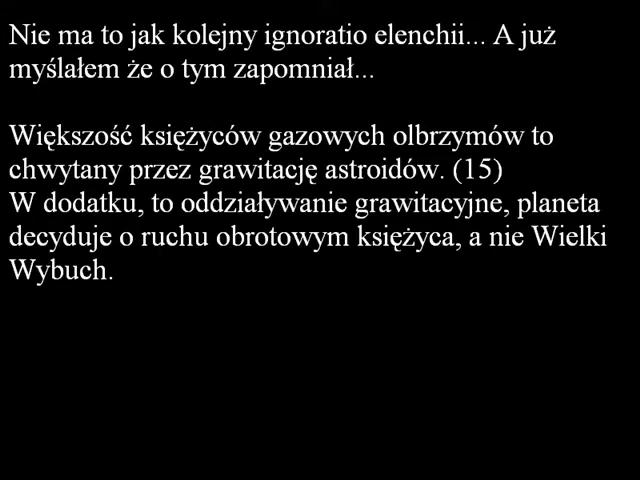 Nie ma to jak kolejny ignoratio elenchii... A już
myślałem że o tym zapomniał...
Większość księżyców gazowych olbrzymów to
chwytany przez grawitację astroidów. (15)
W dodatku, to oddziaływanie grawitacyjne, planeta
decyduje o ruchu obrotowym księżyca, a nie Wielki
Wybuch.